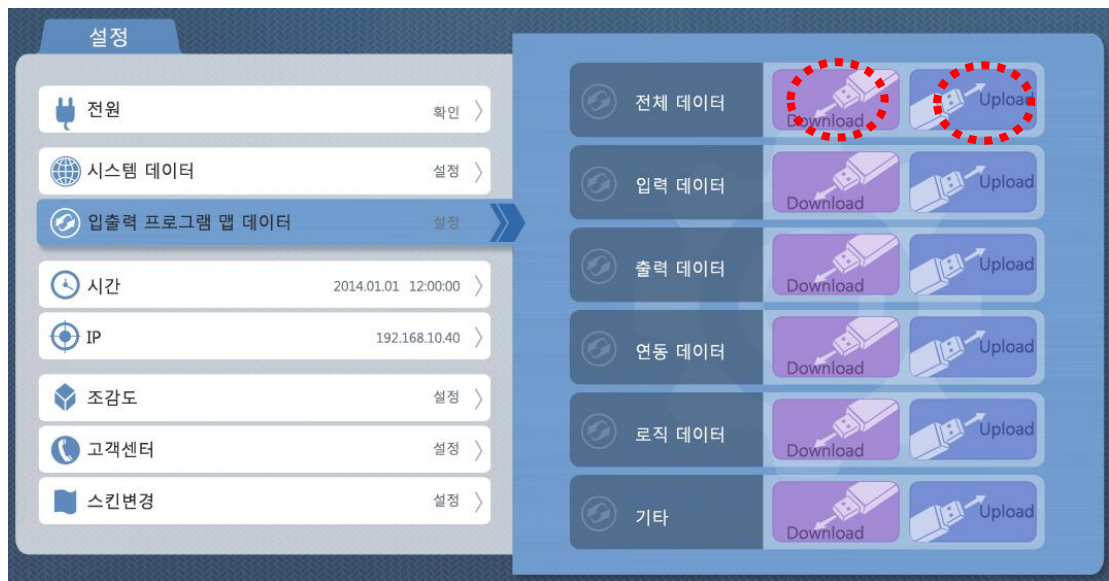 설정
전원 확인
시스템 데이터 설정
입출력 프로그램 맵 데이터 설정
시간 2014.01.01 12:00:00
IP 192.168.10.40
조감도 설정
고객센터 설정
스킨변경 설정
전체 데이터 Download Upload
입력 데이터 Download Upload
출력 데이터 Download Upload
연동 데이터 Download Upload
로직 데이터 Download Upload
기타 Download Upload